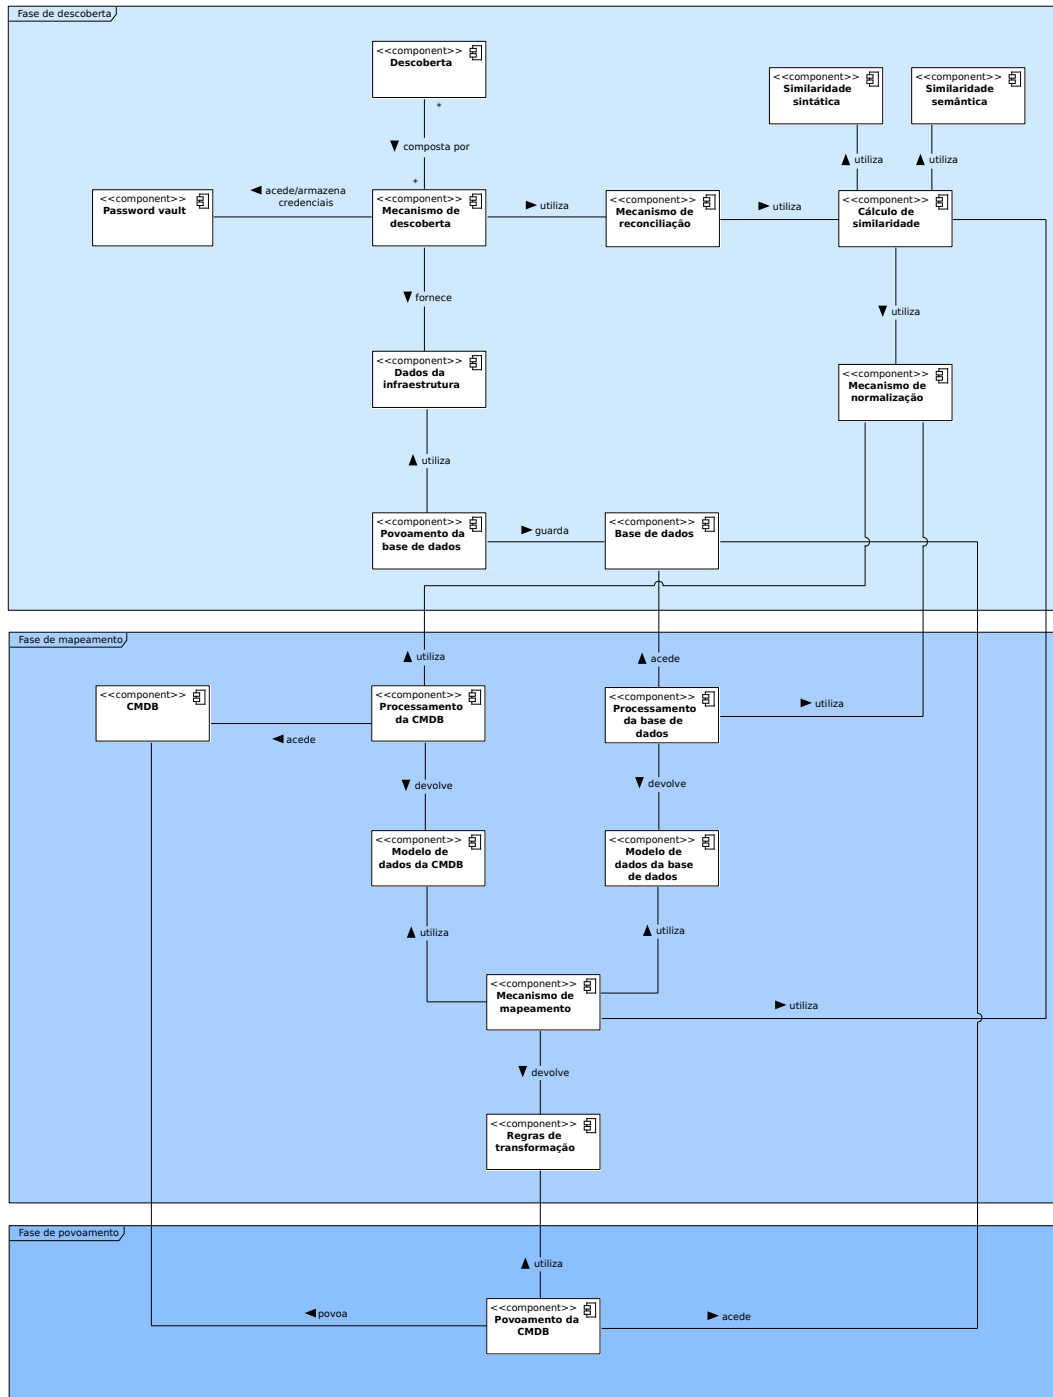 Fase de descoberta
<<component>>
Descoberta
<<component>>
Similaridade
sintática
<<component>>
Similaridade
semântica
*
composta por
*
utiliza
utiliza
<<component>>
Password vault
acede/armazena
credenciais
<<component>>
Mecanismo de
descoberta
utiliza
<<component>>
Mecanismo de
reconciliação
utiliza
<<component>>
Cálculo de
similaridade
fornece
utiliza
<<component>>
Dados da
infraestrutura
<<component>>
Mecanismo de
normalização
utiliza
<<component>>
Povoamento da
base de dados
guarda
<<component>>
Base de dados
Fase de mapeamento
utiliza
acede
<<component>>
CMDB
acede
<<component>>
Processamento
da CMDB
<<component>>
Processamento
da base de
dados
utiliza
devolve
devolve
<<component>>
Modelo de
dados da CMDB
<<component>>
Modelo de
dados da base
de dados
utiliza
utiliza
<<component>>
Mecanismo de
mapeamento
utiliza
devolve
<<component>>
Regras de
transformação
Fase de povoamento
utiliza
povoa
<<component>>
Povoamento da
CMDB
acede